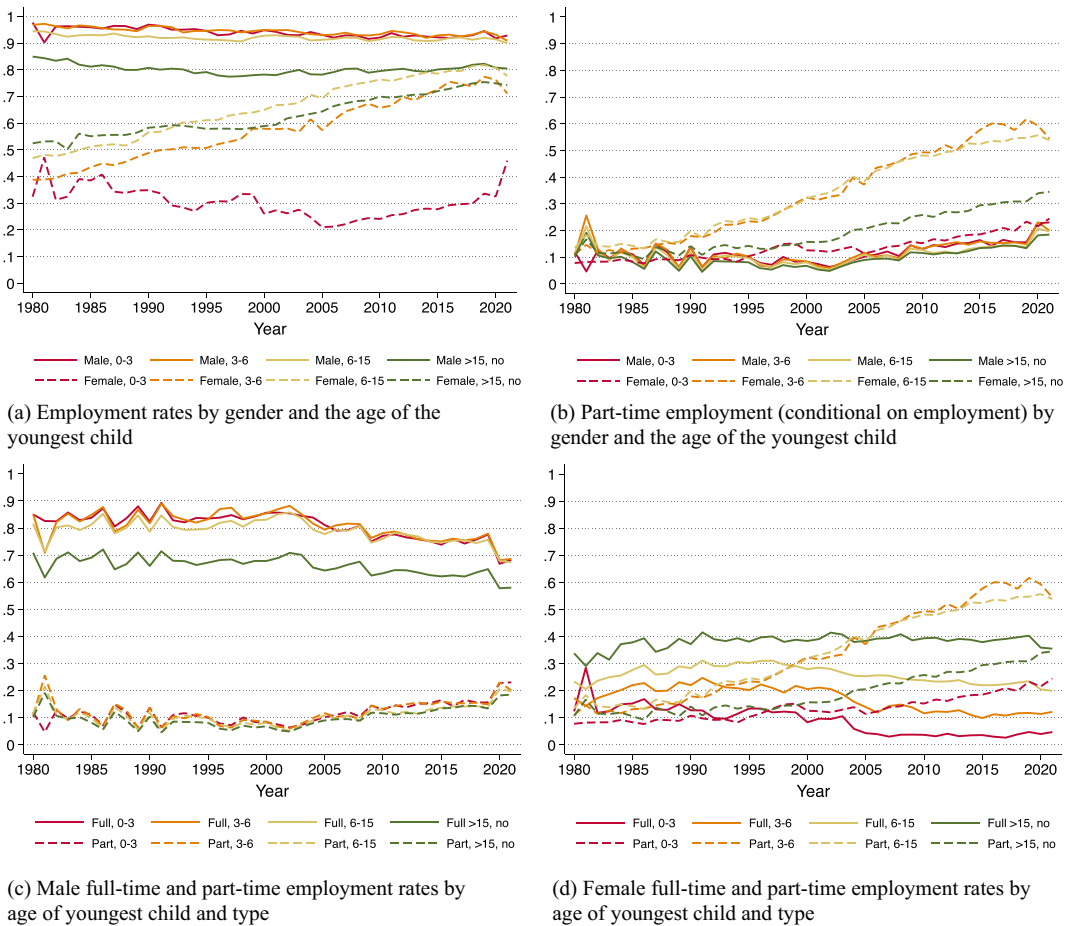 1
.9
.8
.7
.6
.5
.4
.3
.2
.1
0
1980 1985 1990 1995 2000 2005 2010 2015 2020
Year
Male, 0-3 Male, 3-6 Male, 6-15 Male >15, no
Female, 0-3 Female, 3-6 Female, 6-15 Female, >15, no
(a) Employment rates by gender and the age of the
youngest child
1
.9
.8
.7
.6
.5
.4
.3
.2
.1
0
1980 1985 1990 1995 2000 2005 2010 2015 2020
Year
Male, 0-3 Male, 3-6 Male, 6-15 Male >15, no
Female, 0-3 Female, 3-6 Female, 6-15 Female, >15, no
(b) Part-time employment (conditional on employment) by
gender and the age of the youngest child
1
.9
.8
.7
.6
.5
.4
.3
.2
.1
0
1980 1985 1990 1995 2000 2005 2010 2015 2020
Year
Full, 0-3 Full, 3-6 Full, 6-15 Full >15, no
Part, 0-3 Part, 3-6 Part, 6-15 Part, >15, no
(c) Male full-time and part-time employment rates by
age of youngest child and type
1
.9
.8
.7
.6
.5
.4
.3
.2
.1
0
1980 1985 1990 1995 2000 2005 2010 2015 2020
Year
Full, 0-3 Full, 3-6 Full, 6-15 Full >15, no
Part, 0-3 Part, 3-6 Part, 6-15 Part, >15, no
(d) Female full-time and part-time employment rates by
age of youngest child and type